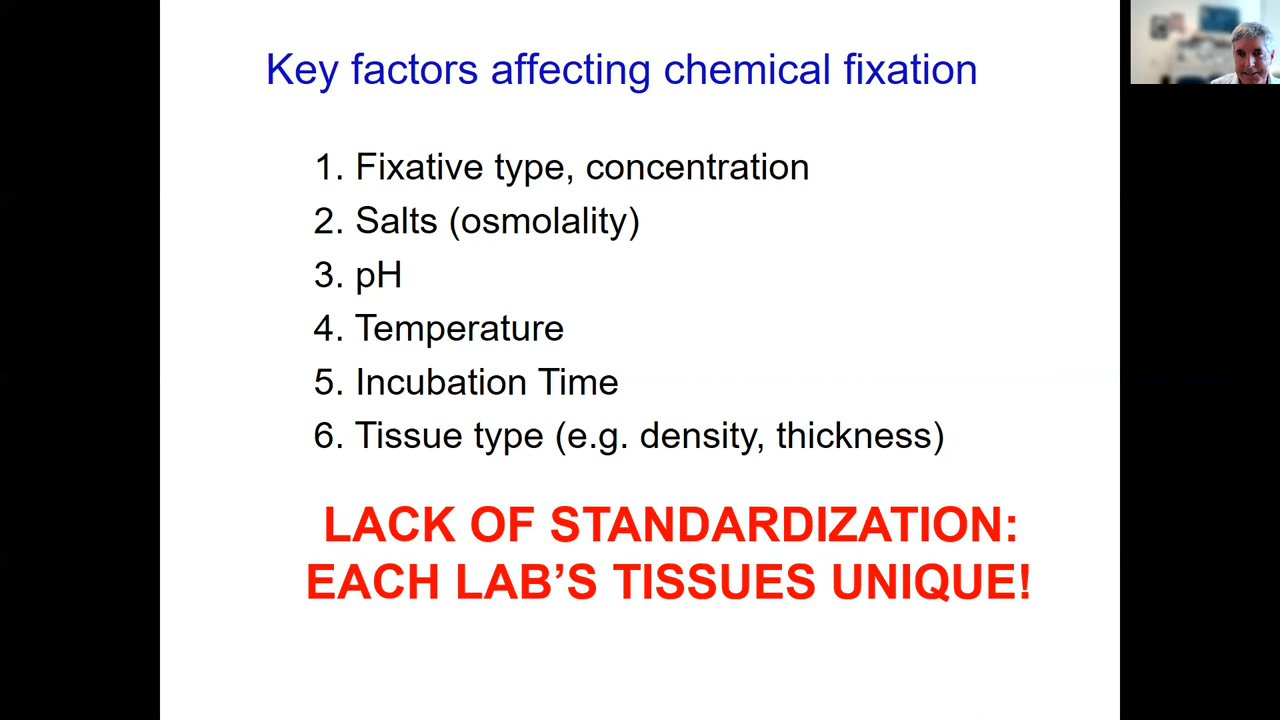 Key factors affecting chemical fixation
1. Fixative type, concentration
2. Salts (osmolality)
3. pH
4. Temperature
5. Incubation Time
6. Tissue type (e.g. density, thickness)
LACK OF STANDARDIZATION:
EACH LAB’S TISSUES UNIQUE!